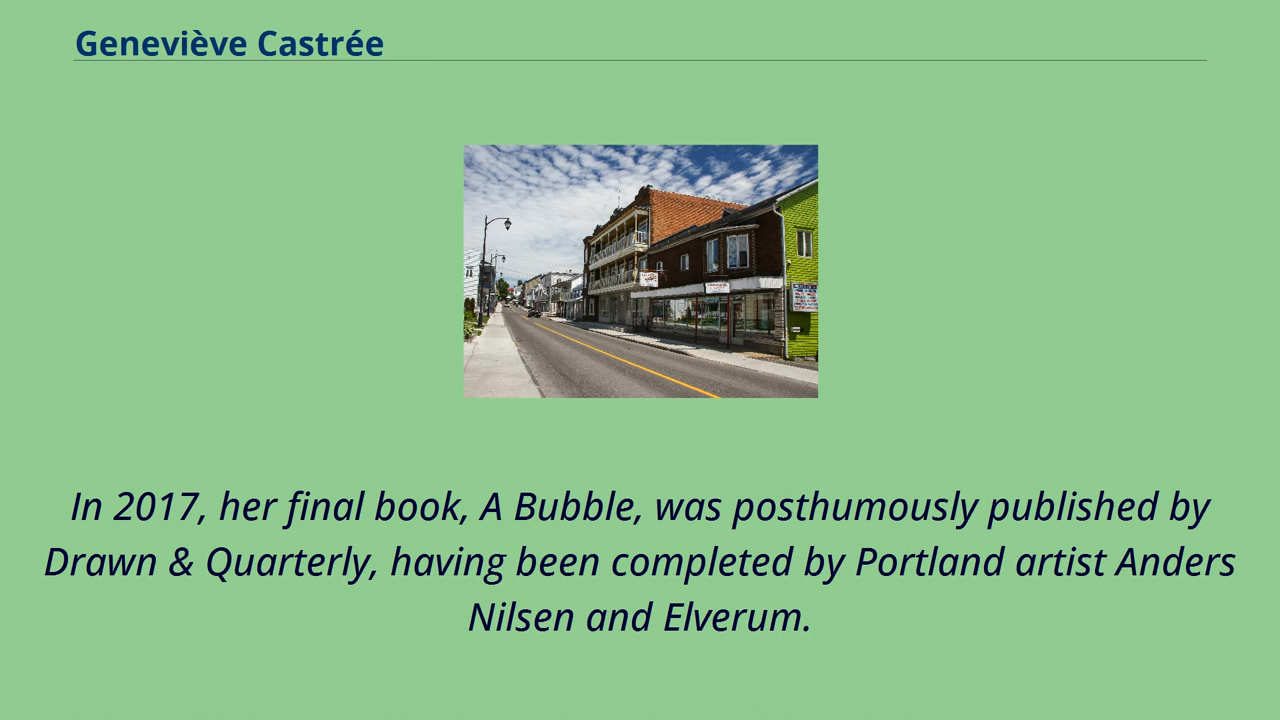 Geneviève Castrée
In 2017, her final book, A Bubble, was posthumously published by
Drawn & Quarterly, having been completed by Portland artist Anders
Nilsen and Elverum.